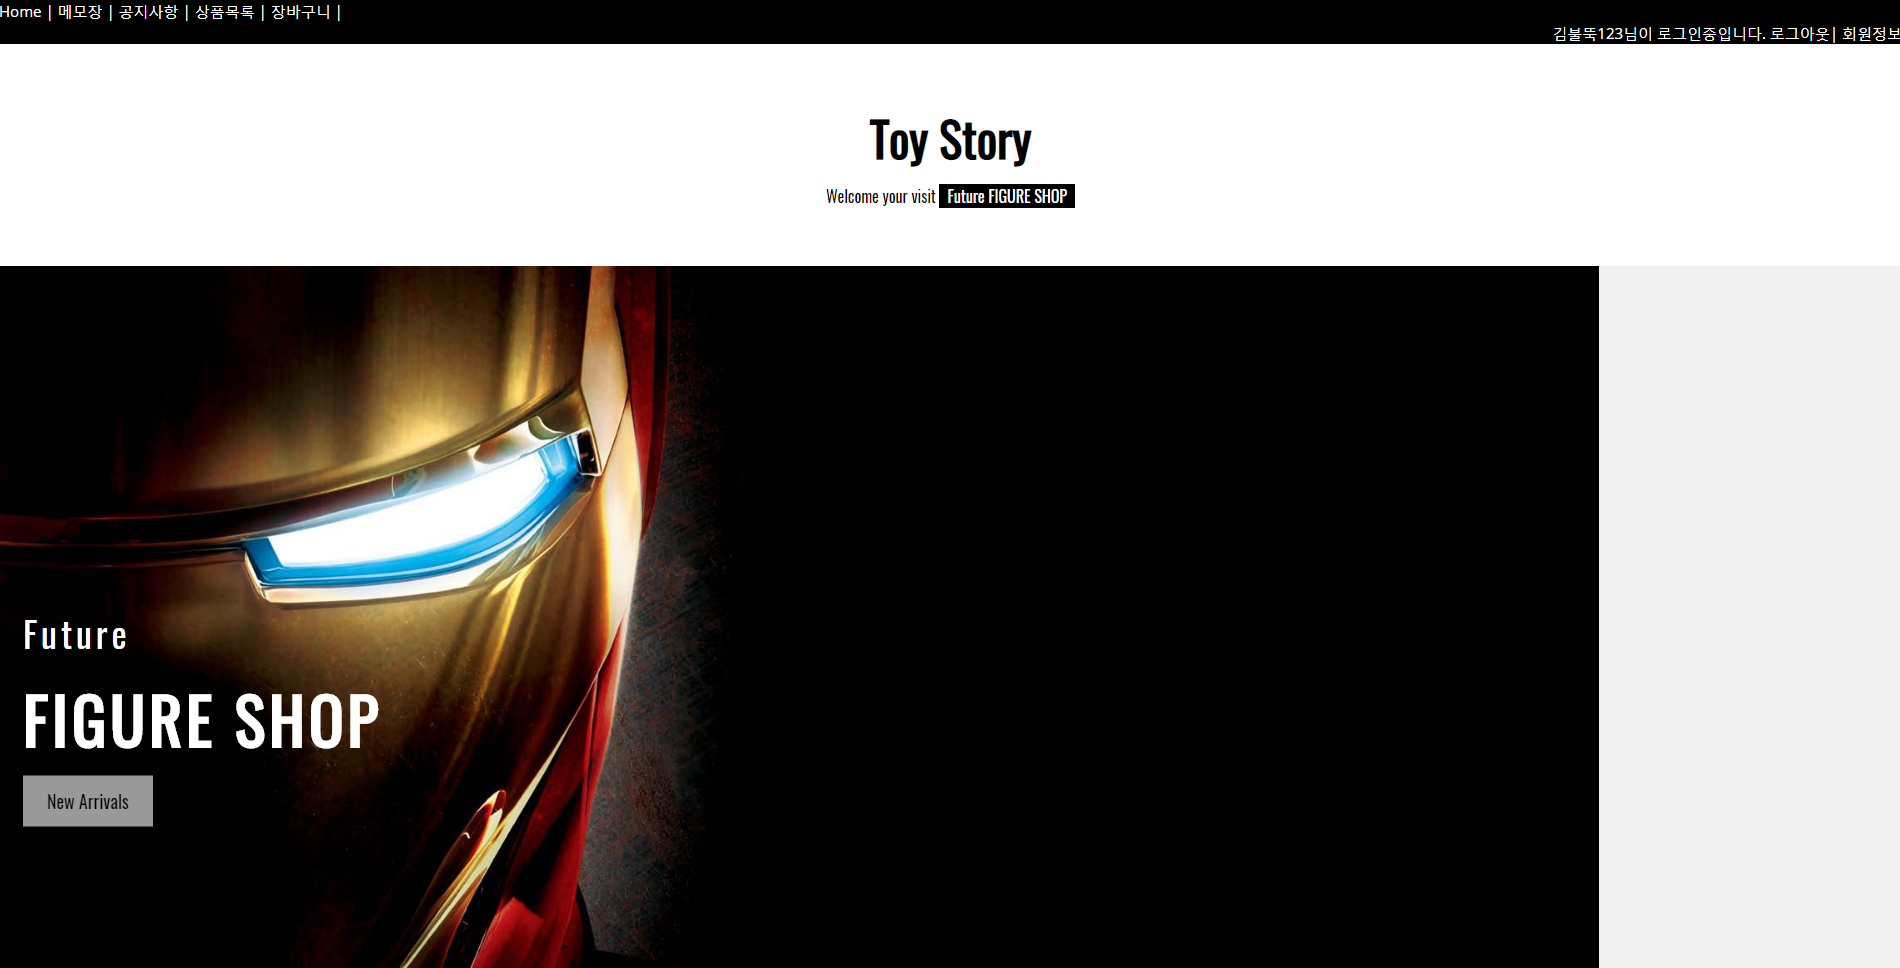 Home | 메모장 | 공지사항 | 상품목록 | 장바구니 |
김불뚝123님이 로그인중입니다. 로그아웃| 회원정보
Toy Story
Welcome your visit Future FIGURE SHOP
Future
FIGURE SHOP
New Arrivals